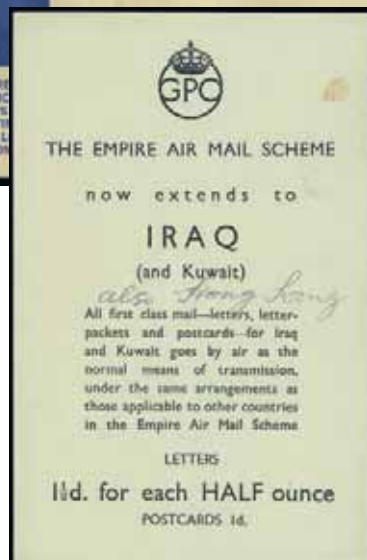 GPO
THE EMPIRE AIR MAIL SCHEME
now extends to
IRAQ
(and Kuwait)
also Hong Kong
All first class mail—letters, letter-
packets and postcards—for Iraq
and Kuwait goes by air as the
normal means of transmission,
under the same arrangements as
those applicable to other countries
in the Empire Air Mail Scheme
LETTERS
1½d. for each HALF ounce
POSTCARDS 1d.